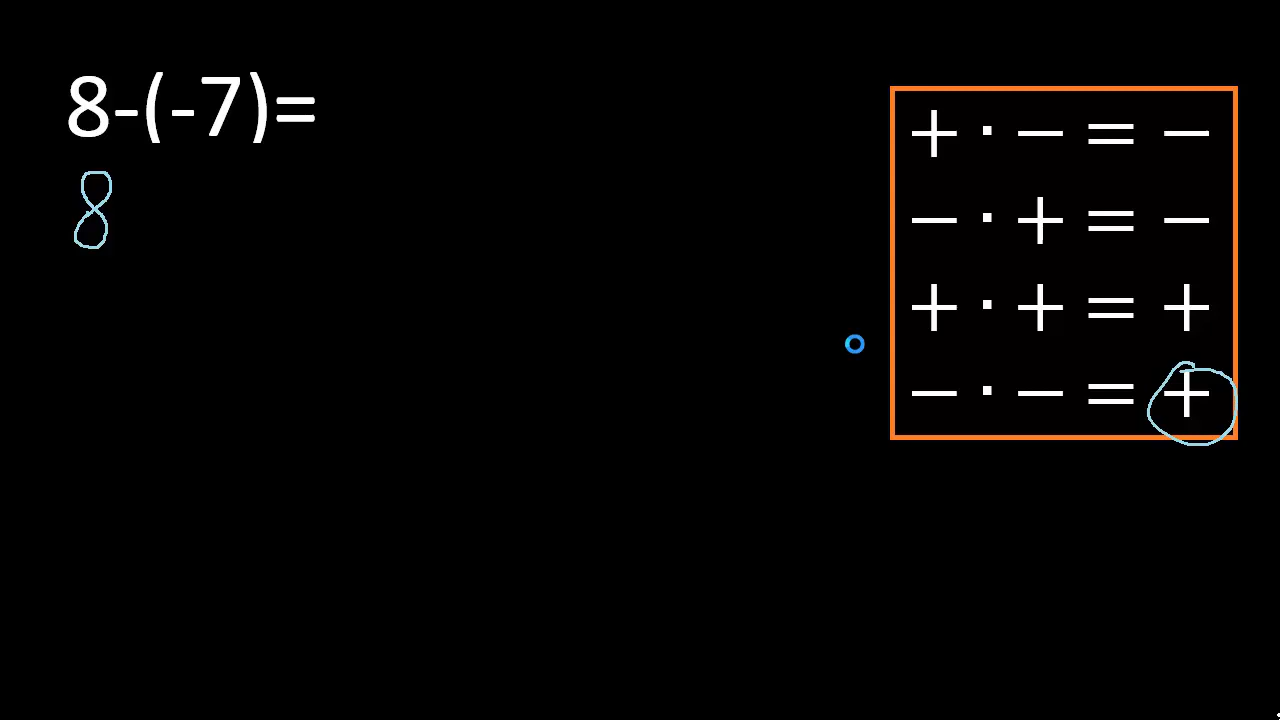 8-(-7)=
8
+ · − = −
− · + = −
+ · + = +
− · − = +